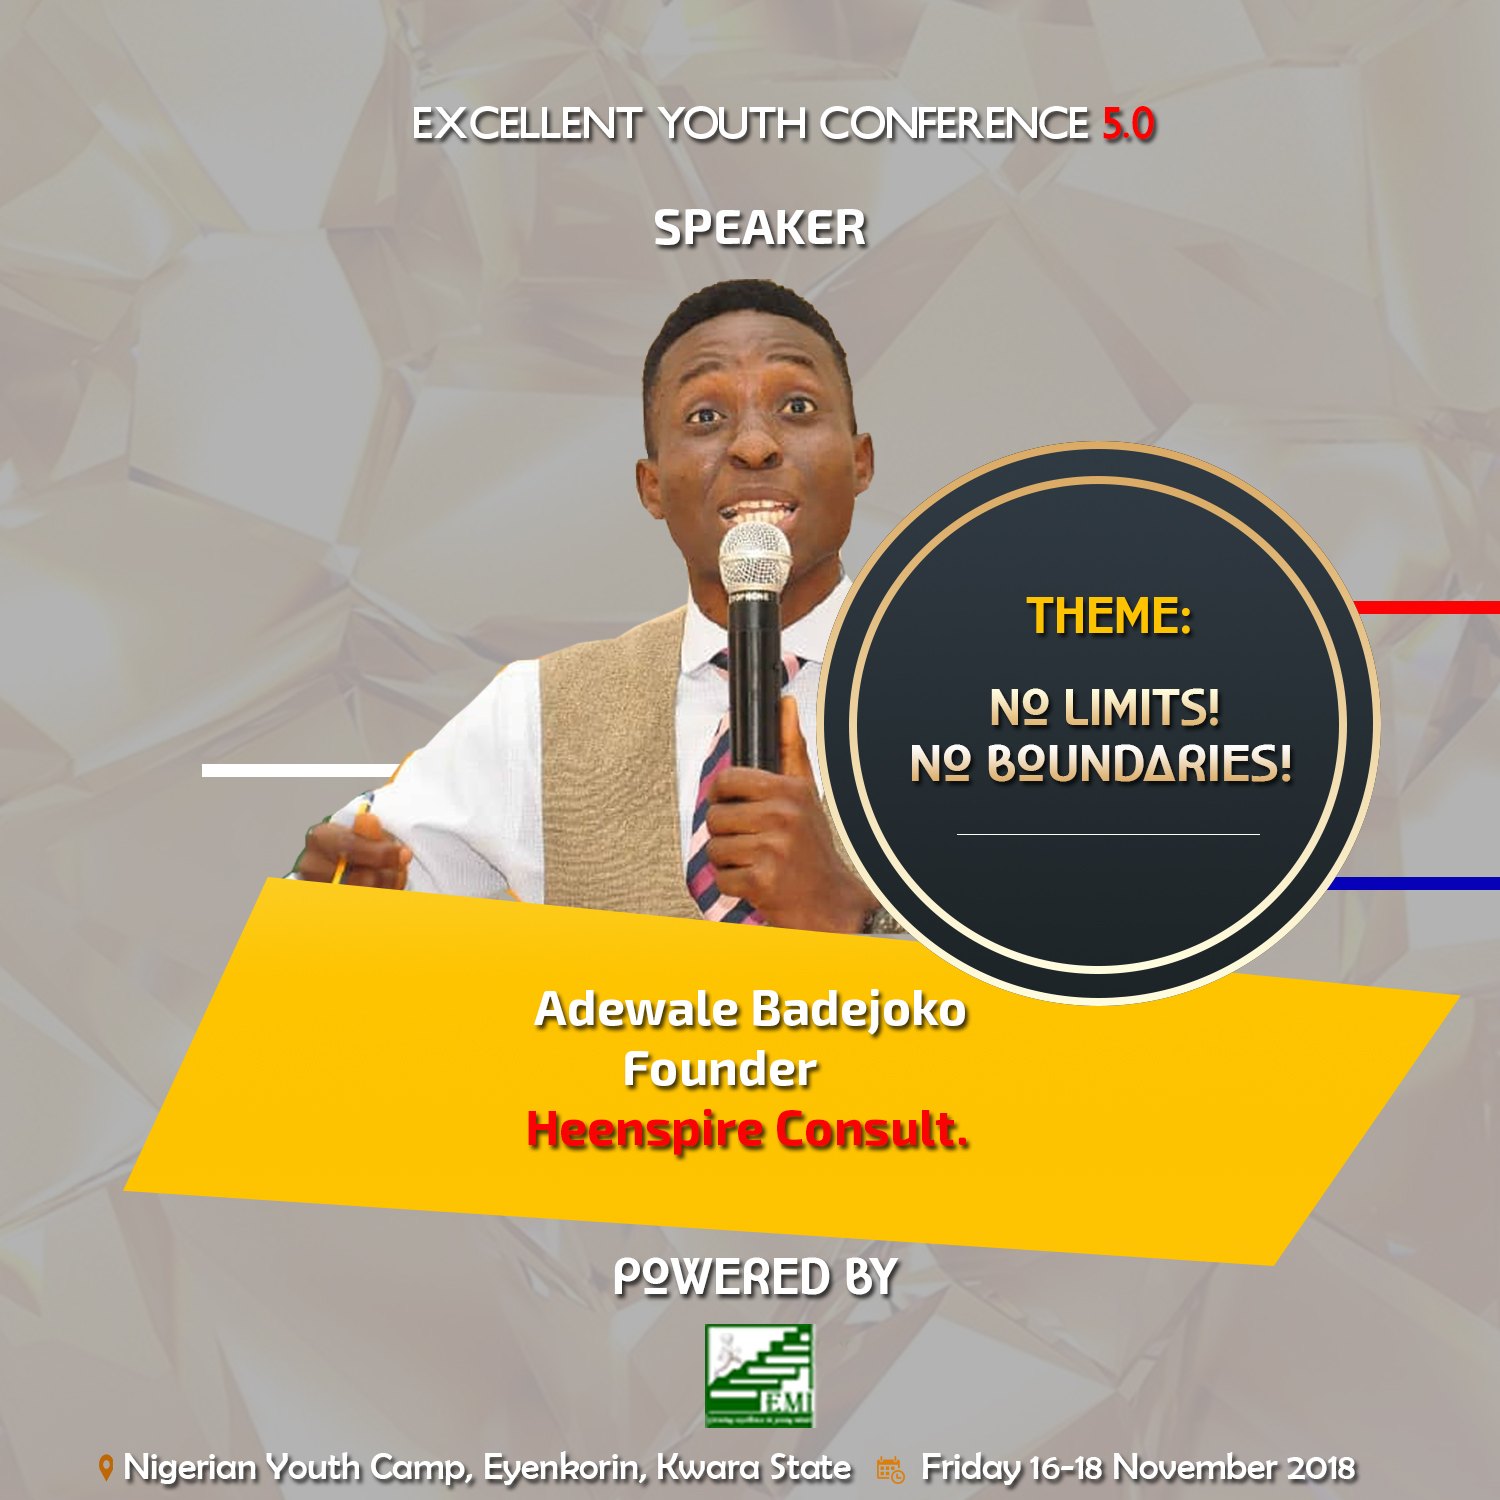 EXCELLENT YOUTH CONFERENCE 5.0
SPEAKER
THEME:
No LIMITS!
No BoUNDARIES!
Adewale Badejoko
Founder
Heenspire Consult.
PoWERED BY
EMI
Nigerian Youth Camp, Eyenkorin, Kwara State
Friday 16-18 November 2018